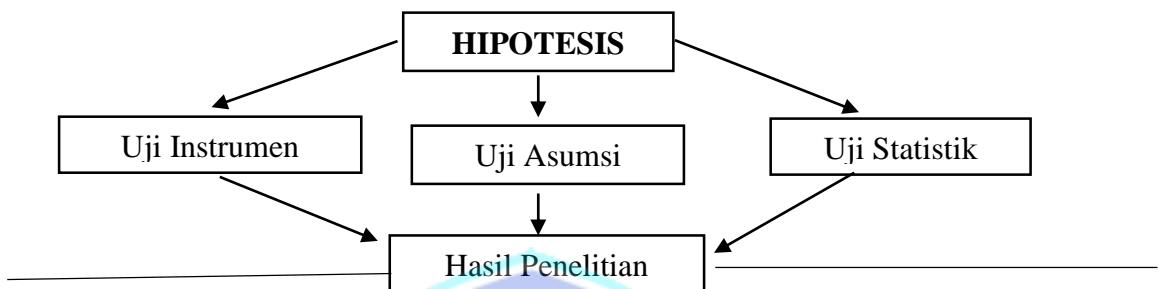 HIPOTESIS
Uji Instrumen
Uji Asumsi
Uji Statistik
Hasil Penelitian